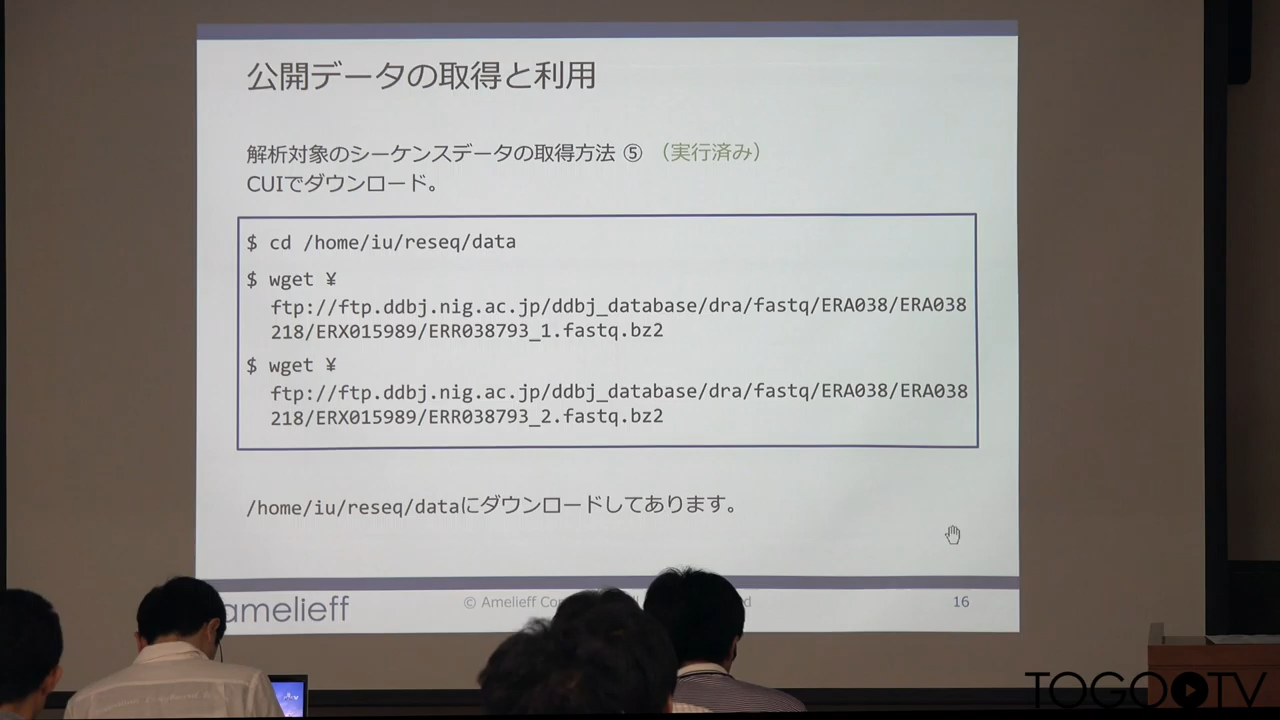 公開データの取得と利用
解析対象のシーケンスデータの取得方法 ⑤ （実行済み）
CUIでダウンロード。
$ cd /home/iu/reseq/data
$ wget ¥
ftp://ftp.ddbj.nig.ac.jp/ddbj_database/dra/fastq/ERA038/ERA038
218/ERX015989/ERR038793_1.fastq.bz2
$ wget ¥
ftp://ftp.ddbj.nig.ac.jp/ddbj_database/dra/fastq/ERA038/ERA038
218/ERX015989/ERR038793_2.fastq.bz2
/home/iu/reseq/dataにダウンロードしてあります。
amelieff
© Amelieff
16
TOGO TV